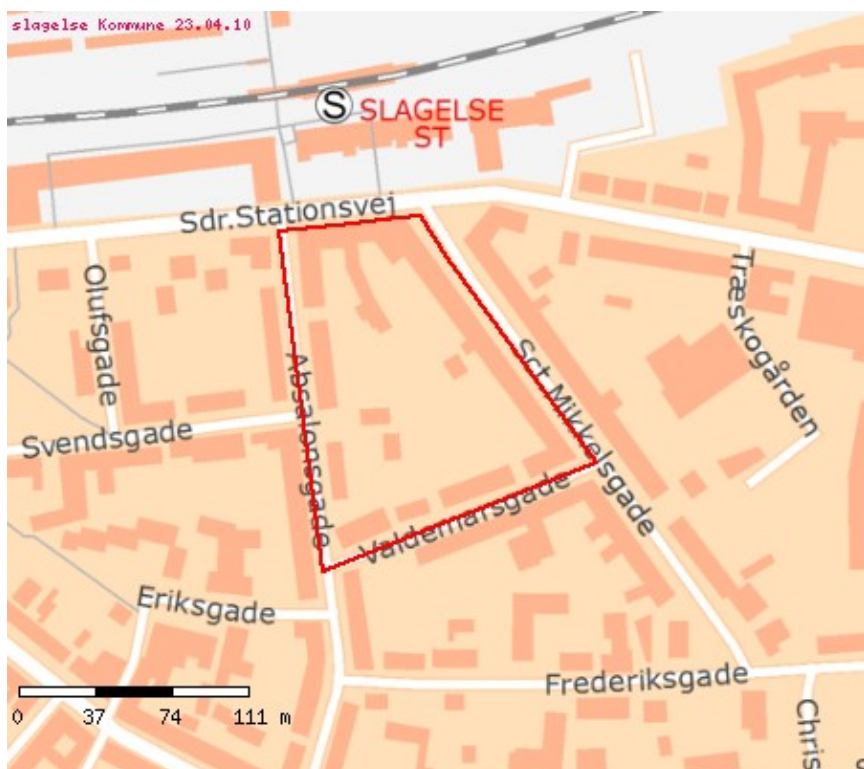 slagelse Kommune 23.04.10
S
SLAGELSE
ST
Sdr.Stationsvej
Olufsgade
Træskogården
Absalonsgade
Sct.Mikkelsgade
Svendsgade
Valdemarsgade
Eriksgade
Frederiksgade
Chris
0 37 74 111 m